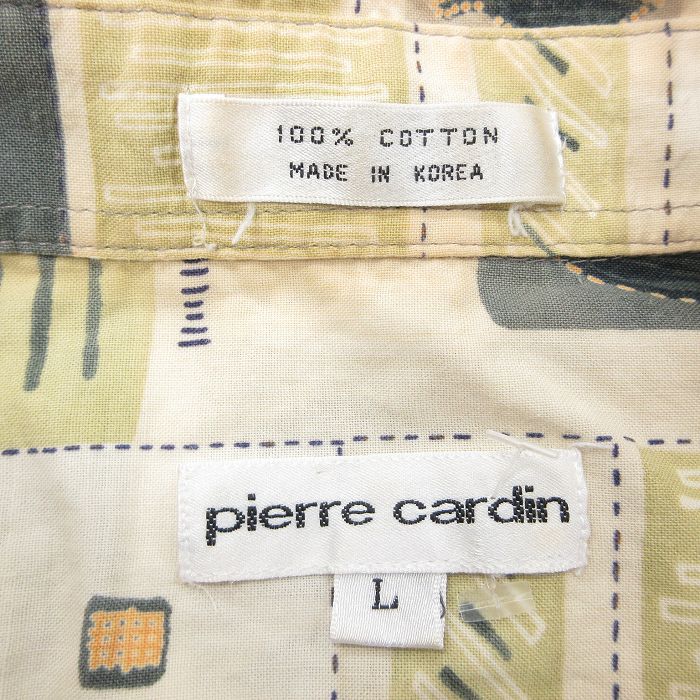 100% COTTON
MADE IN KOREA
pierre cardin
L